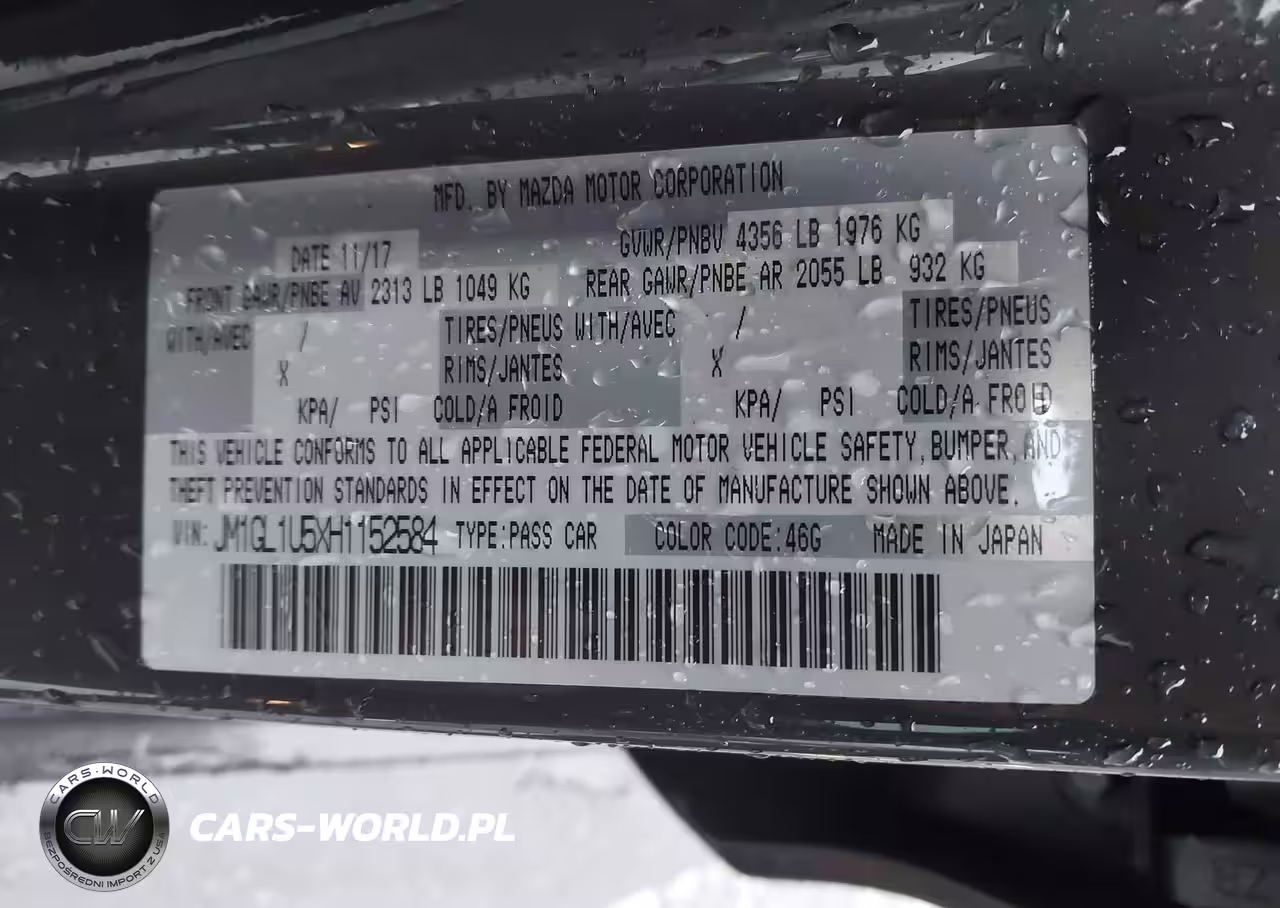 MFD. BY MAZDA MOTOR CORPORATION
DATE 11/17 GVWR/PNBV 4356 LB 1976 KG
FRONT GAWR/PNBE AV 2313 LB 1049 KG REAR GAWR/PNBE AR 2055 LB 932 KG
WITH/AVEC / TIRES/PNEUS WITH/AVEC / TIRES/PNEUS
X RIMS/JANTES X RIMS/JANTES
KPA/ PSI COLD/A FROID KPA/ PSI COLD/A FROID
THIS VEHICLE CONFORMS TO ALL APPLICABLE FEDERAL MOTOR VEHICLE SAFETY, BUMPER, AND
THEFT PREVENTION STANDARDS IN EFFECT ON THE DATE OF MANUFACTURE SHOWN ABOVE.
VIN: JM1GL1U5XH1152584 TYPE:PASS CAR COLOR CODE:46G MADE IN JAPAN
CARS-WORLD
CW
BEZPOŚREDNI IMPORT Z USA
CARS-WORLD.PL